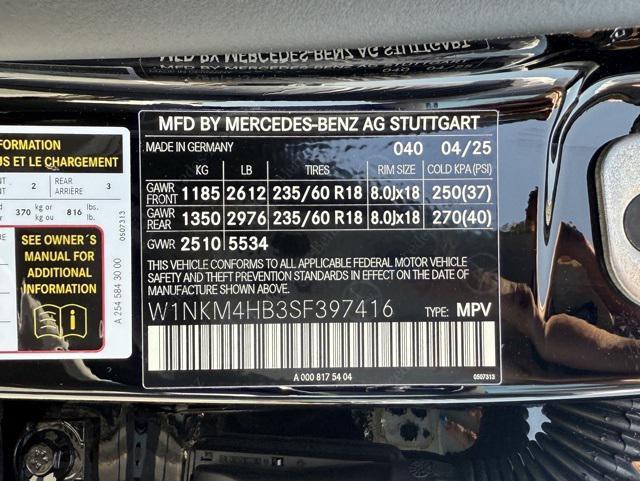 MFD BY MERCEDES-BENZ AG STUTTGART
MADE IN GERMANY 040 04/25
KG LB TIRES RIM SIZE COLD KPA (PSI)
GAWR FRONT 1185 2612 235/60 R18 8.0Jx18 250(37)
GAWR REAR 1350 2976 235/60 R18 8.0Jx18 270(40)
GVWR 2510 5534
THIS VEHICLE CONFORMS TO ALL APPLICABLE FEDERAL MOTOR VEHICLE
SAFETY AND THEFT PREVENTION STANDARDS IN EFFECT ON THE DATE OF
MANUFACTURE SHOWN ABOVE.
W1NKM4HB3SF397416 TYPE: MPV
A 000 817 54 04 0507313
FORMATION
US ET LE CHARGEMENT
2 REAR ARRIÈRE 3
370 kg or kg ou 816 lbs. lb.
SEE OWNER´S
MANUAL FOR
ADDITIONAL
INFORMATION
0507313
A 254 584 30 00